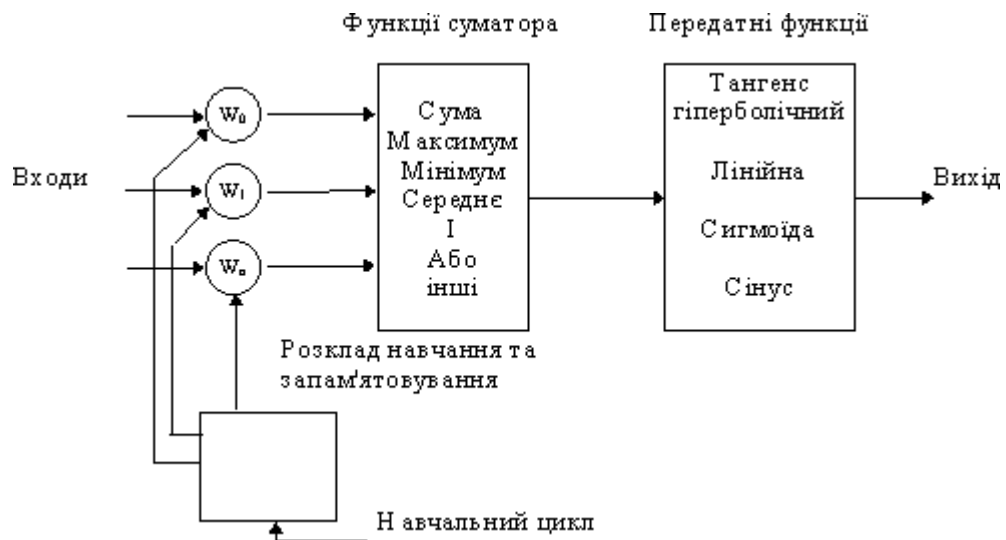 Функції суматора
Передатні функції
Входи
W₀
W₁
Wₙ
Сума
Максимум
Мінімум
Середнє
І
Або
інші
Тангенс
гіперболічний
Лінійна
Сигмоїда
Сінус
Вихід
Розклад навчання та
запам'ятовування
Навчальний цикл